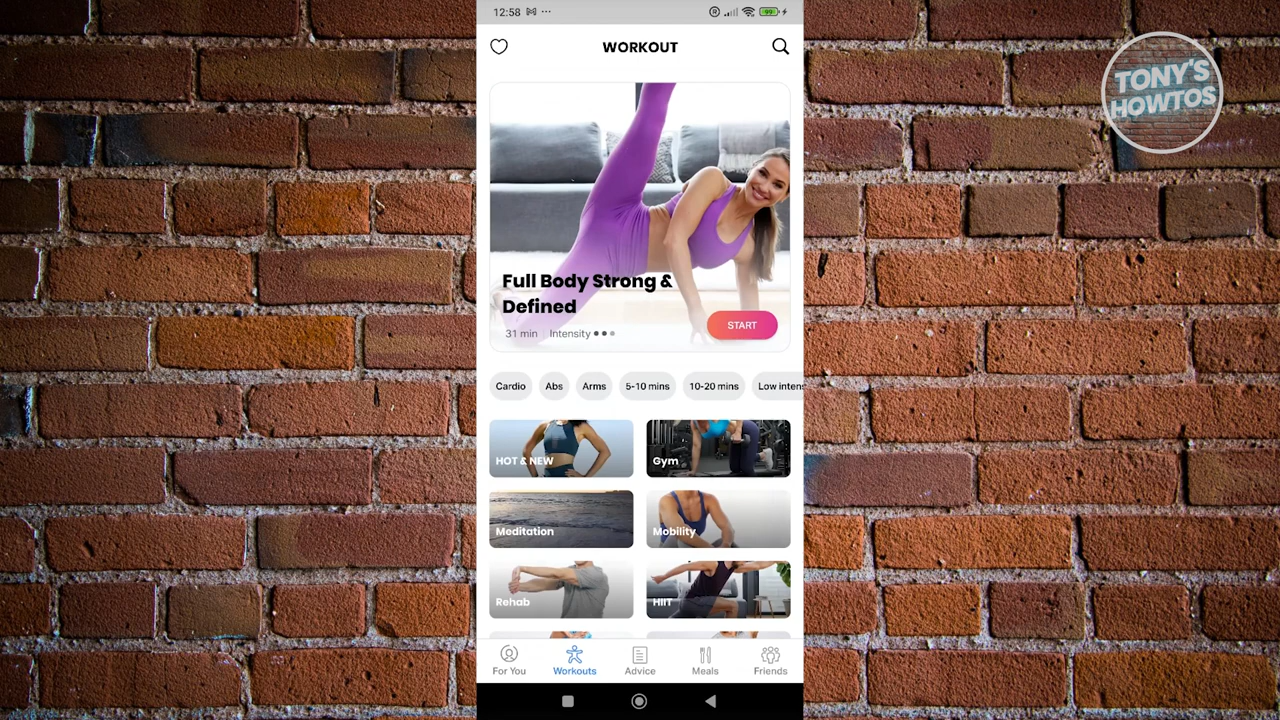 12:58
99
WORKOUT
TONY'S
HOWTOS
Full Body Strong &
Defined
31 min Intensity
START
Cardio Abs Arms 5-10 mins 10-20 mins Low intens
HOT & NEW Gym
Meditation Mobility
Rehab HIIT
For You Workouts Advice Meals Friends